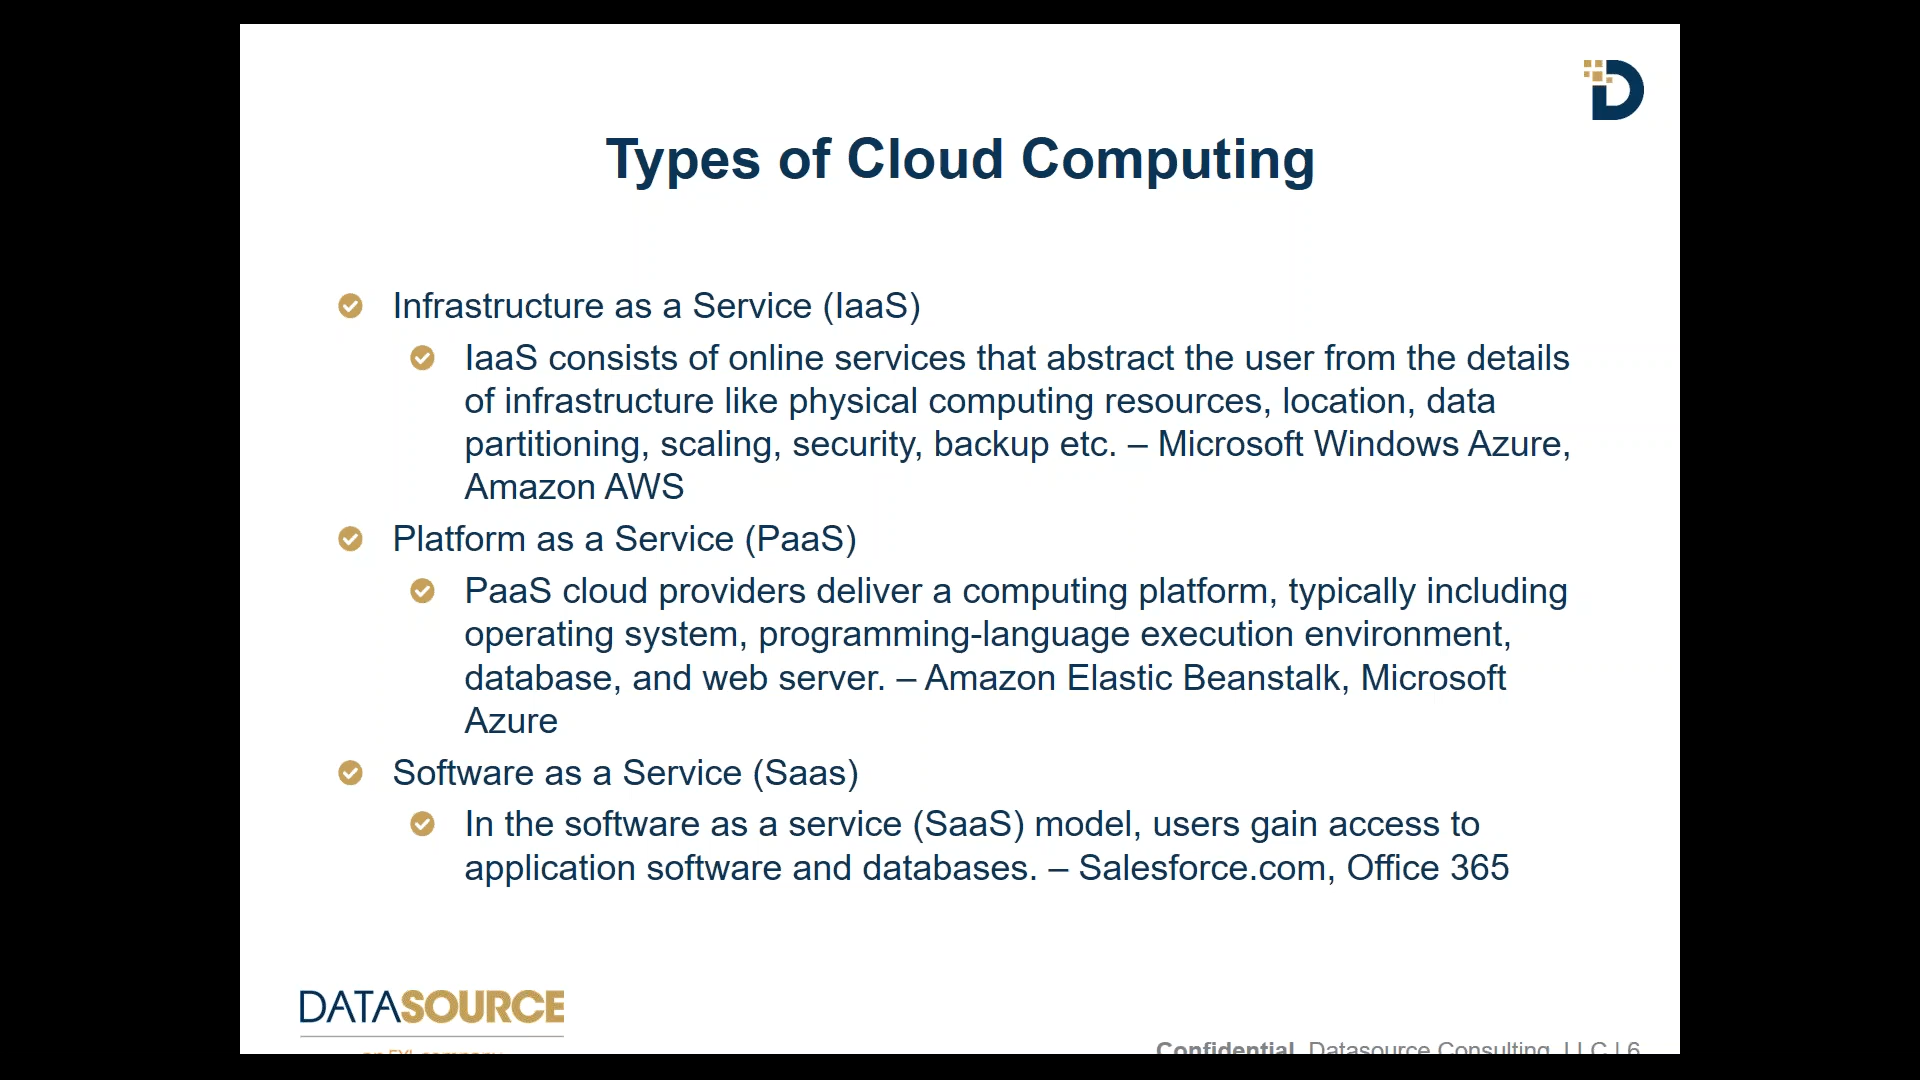 Types of Cloud Computing
Infrastructure as a Service (IaaS)
IaaS consists of online services that abstract the user from the details
of infrastructure like physical computing resources, location, data
partitioning, scaling, security, backup etc. – Microsoft Windows Azure,
Amazon AWS
Platform as a Service (PaaS)
PaaS cloud providers deliver a computing platform, typically including
operating system, programming-language execution environment,
database, and web server. – Amazon Elastic Beanstalk, Microsoft
Azure
Software as a Service (Saas)
In the software as a service (SaaS) model, users gain access to
application software and databases. – Salesforce.com, Office 365
DATASOURCE
an EXL company
Confidential Datasource Consulting, LLC | 6